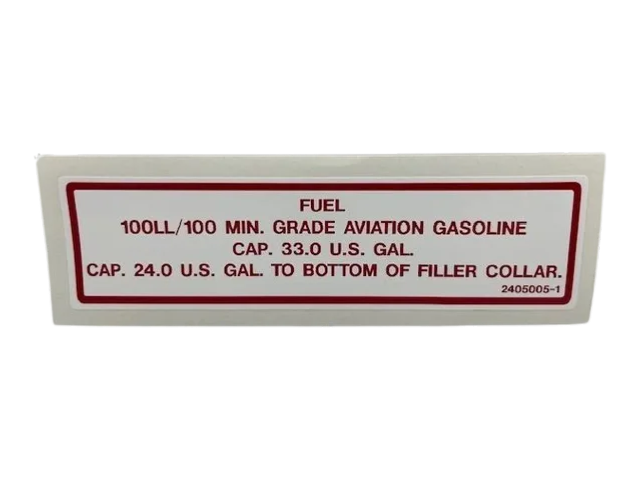 FUEL
100LL/100 MIN. GRADE AVIATION GASOLINE
CAP. 33.0 U.S. GAL.
CAP. 24.0 U.S. GAL. TO BOTTOM OF FILLER COLLAR.
2405005-1